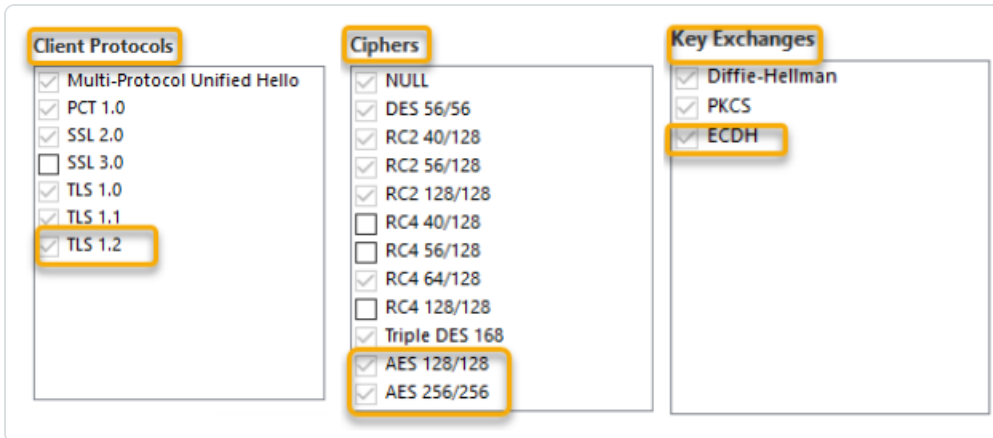 Client Protocols
Multi-Protocol Unified Hello
PCT 1.0
SSL 2.0
SSL 3.0
TLS 1.0
TLS 1.1
TLS 1.2
Ciphers
NULL
DES 56/56
RC2 40/128
RC2 56/128
RC2 128/128
RC4 40/128
RC4 56/128
RC4 64/128
RC4 128/128
Triple DES 168
AES 128/128
AES 256/256
Key Exchanges
Diffie-Hellman
PKCS
ECDH